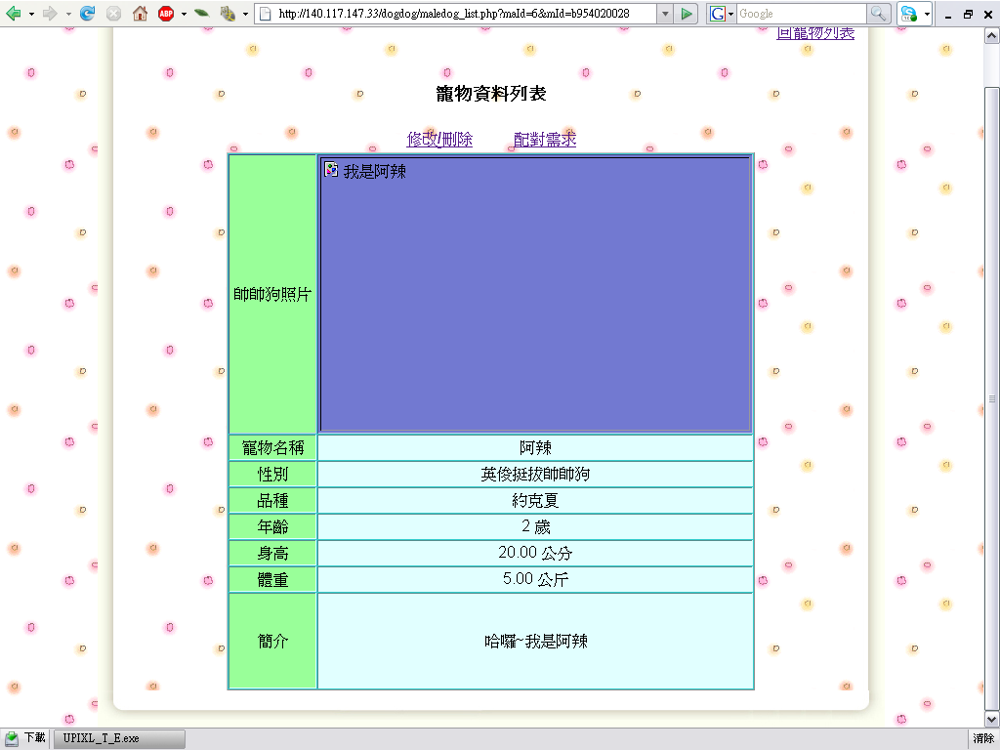 ABP
http://140.117.147.33/dogdog/maledog_list.php?maId=6&mId=b954020028
G
Google
回寵物列表
寵物資料列表
修改/刪除 配對需求
帥帥狗照片
我是阿辣
寵物名稱 阿辣
性別 英俊挺拔帥帥狗
品種 約克夏
年齡 2 歲
身高 20.00 公分
體重 5.00 公斤
簡介 哈囉~我是阿辣
下載 UPIXL_T_E.exe 清除